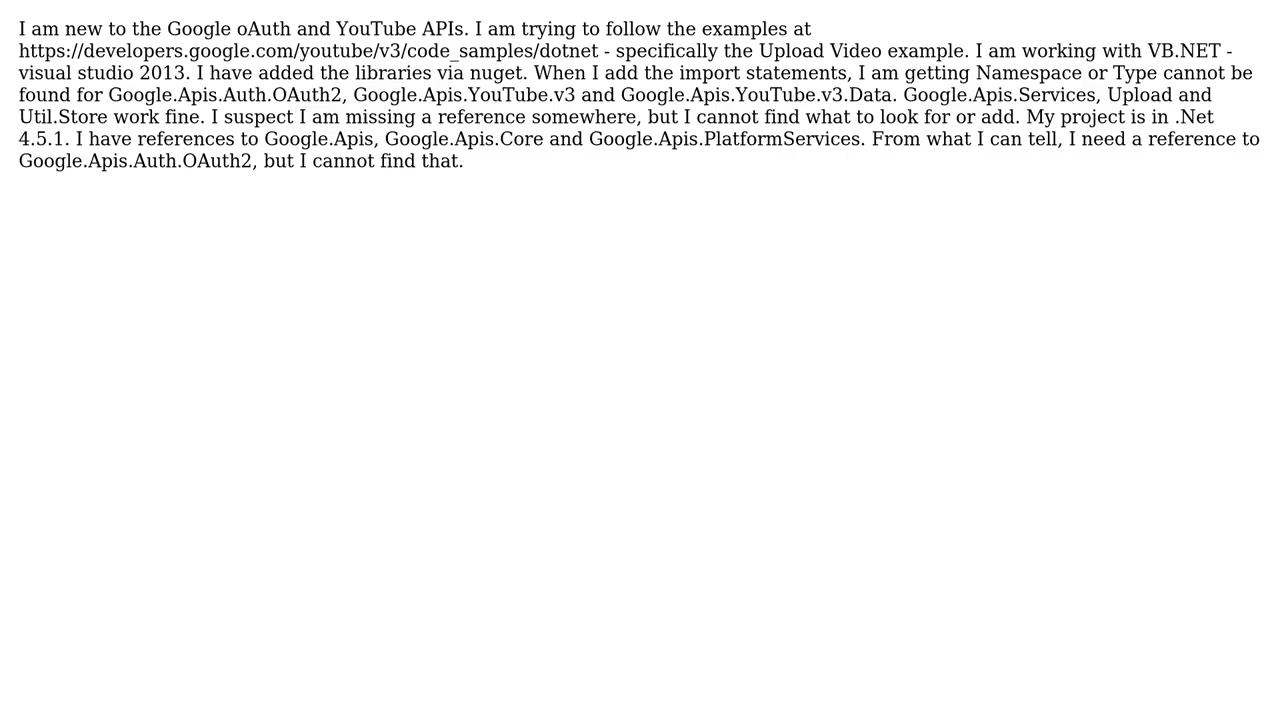 I am new to the Google oAuth and YouTube APIs. I am trying to follow the examples at
https://developers.google.com/youtube/v3/code_samples/dotnet - specifically the Upload Video example. I am working with VB.NET -
visual studio 2013. I have added the libraries via nuget. When I add the import statements, I am getting Namespace or Type cannot be
found for Google.Apis.Auth.OAuth2, Google.Apis.YouTube.v3 and Google.Apis.YouTube.v3.Data. Google.Apis.Services, Upload and
Util.Store work fine. I suspect I am missing a reference somewhere, but I cannot find what to look for or add. My project is in .Net
4.5.1. I have references to Google.Apis, Google.Apis.Core and Google.Apis.PlatformServices. From what I can tell, I need a reference to
Google.Apis.Auth.OAuth2, but I cannot find that.